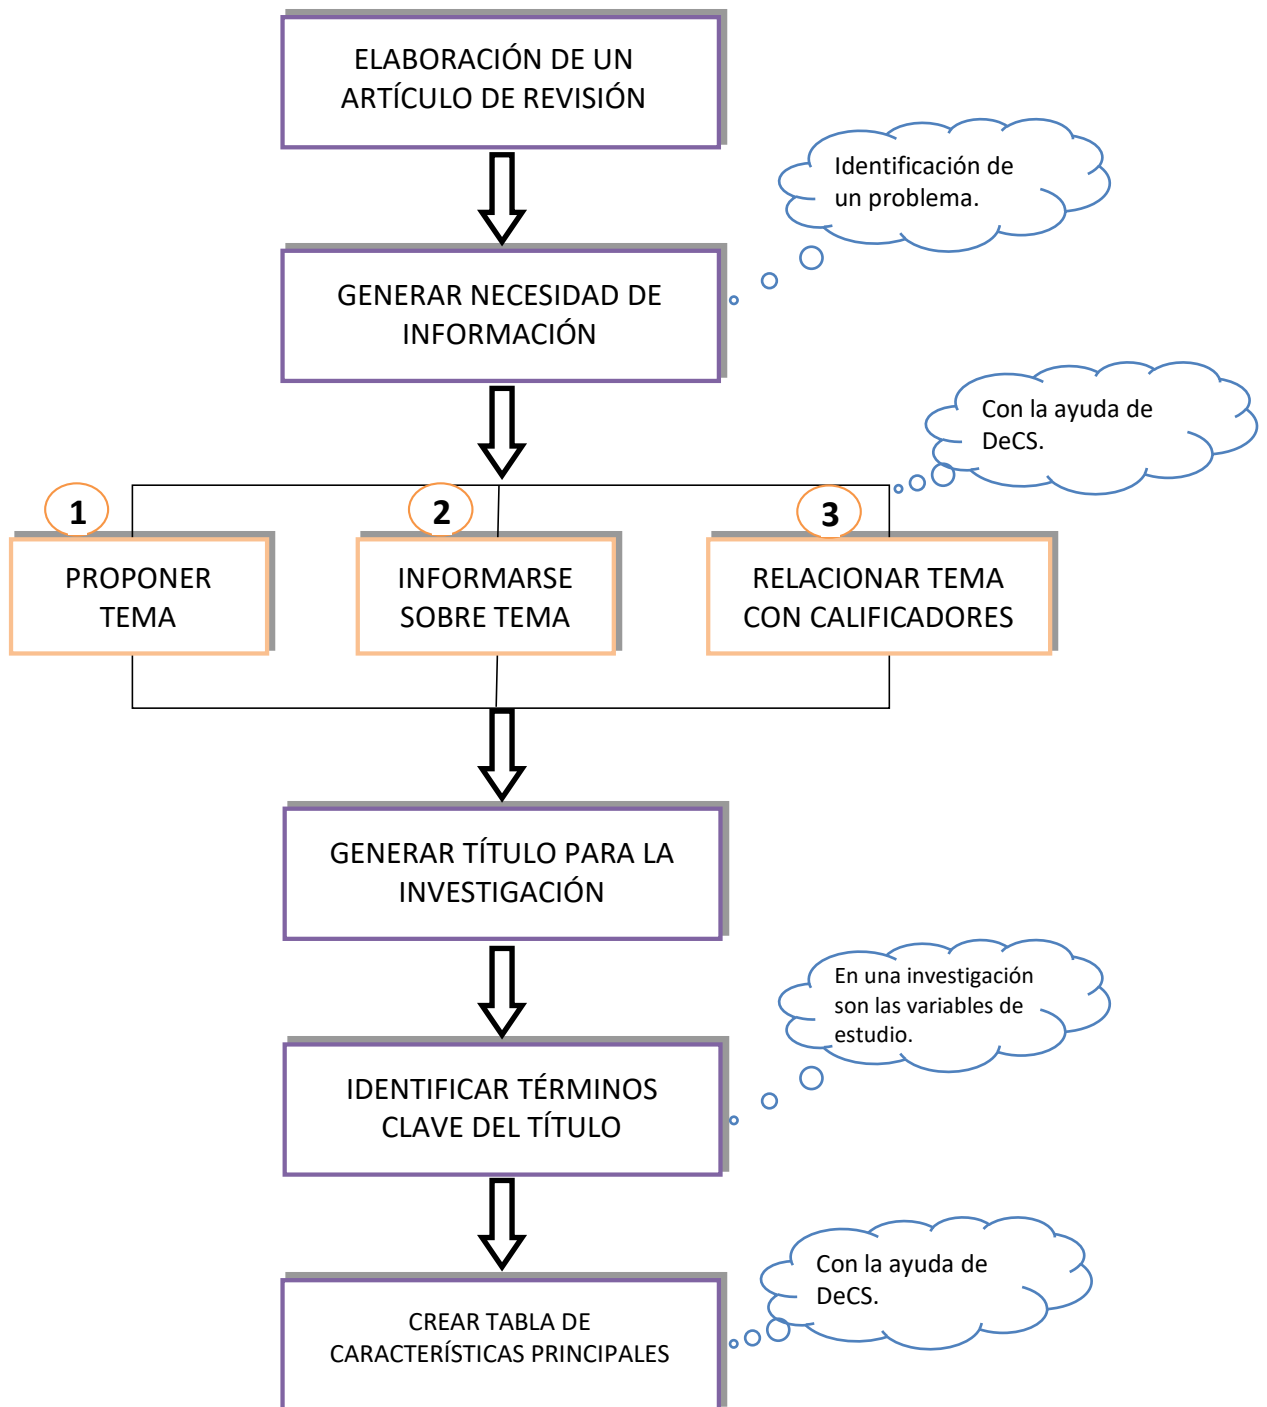 ELABORACIÓN DE UN
ARTÍCULO DE REVISIÓN
Identificación de
un problema.
GENERAR NECESIDAD DE
INFORMACIÓN
Con la ayuda de
DeCS.
1
2
3
PROPONER
TEMA
INFORMARSE
SOBRE TEMA
RELACIONAR TEMA
CON CALIFICADORES
GENERAR TÍTULO PARA LA
INVESTIGACIÓN
En una investigación
son las variables de
estudio.
IDENTIFICAR TÉRMINOS
CLAVE DEL TÍTULO
Con la ayuda de
DeCS.
CREAR TABLA DE
CARACTERÍSTICAS PRINCIPALES